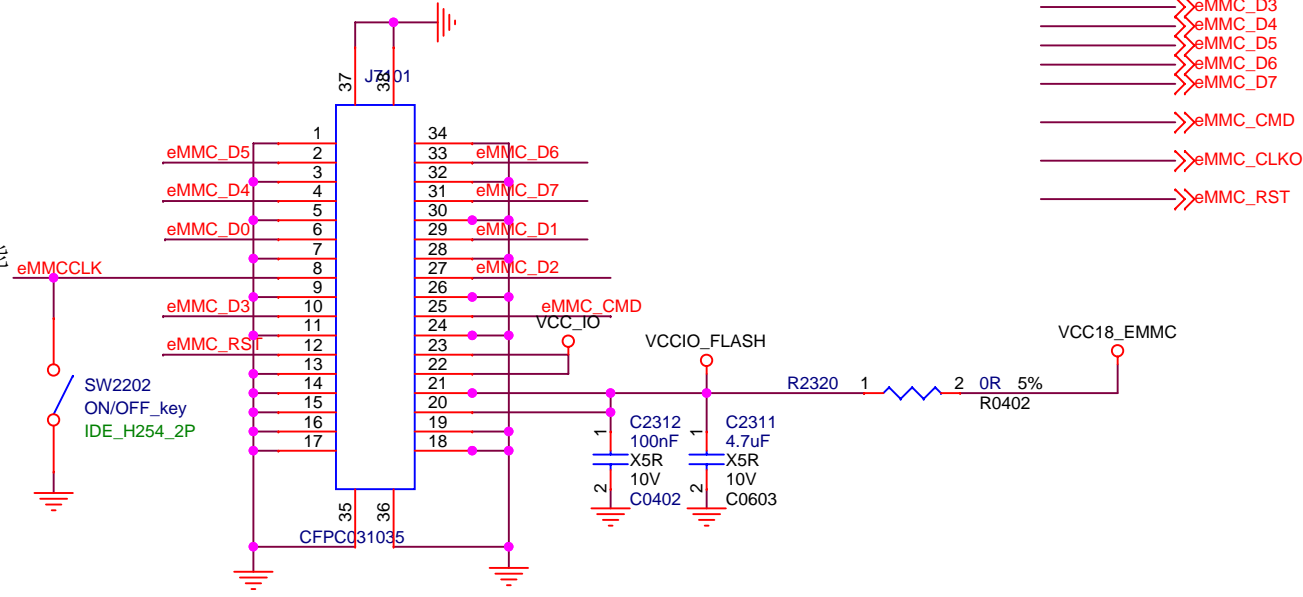 eMMC_D3
eMMC_D4
eMMC_D5
eMMC_D6
eMMC_D7
eMMC_CMD
eMMC_CLKO
eMMC_RST
37
38
J7101
1 34
eMMC_D5 2 33 eMMC_D6
3 32
eMMC_D4 4 31 eMMC_D7
5 30
eMMC_D0 6 29 eMMC_D1
7 28
eMMCCLK 8 27 eMMC_D2
9 26
eMMC_D3 10 25 eMMC_CMD
11 24
eMMC_RST 12 23
13 22
14 21
15 20
16 19
17 18
35
36
CFPC031035
VCC_IO
VCCIO_FLASH
VCC18_EMMC
R2320 1 2 0R 5%
R0402
SW2202
ON/OFF_key
IDE_H254_2P
1
2
C2312
100nF
X5R
10V
C0402
1
2
C2311
4.7uF
X5R
10V
C0603